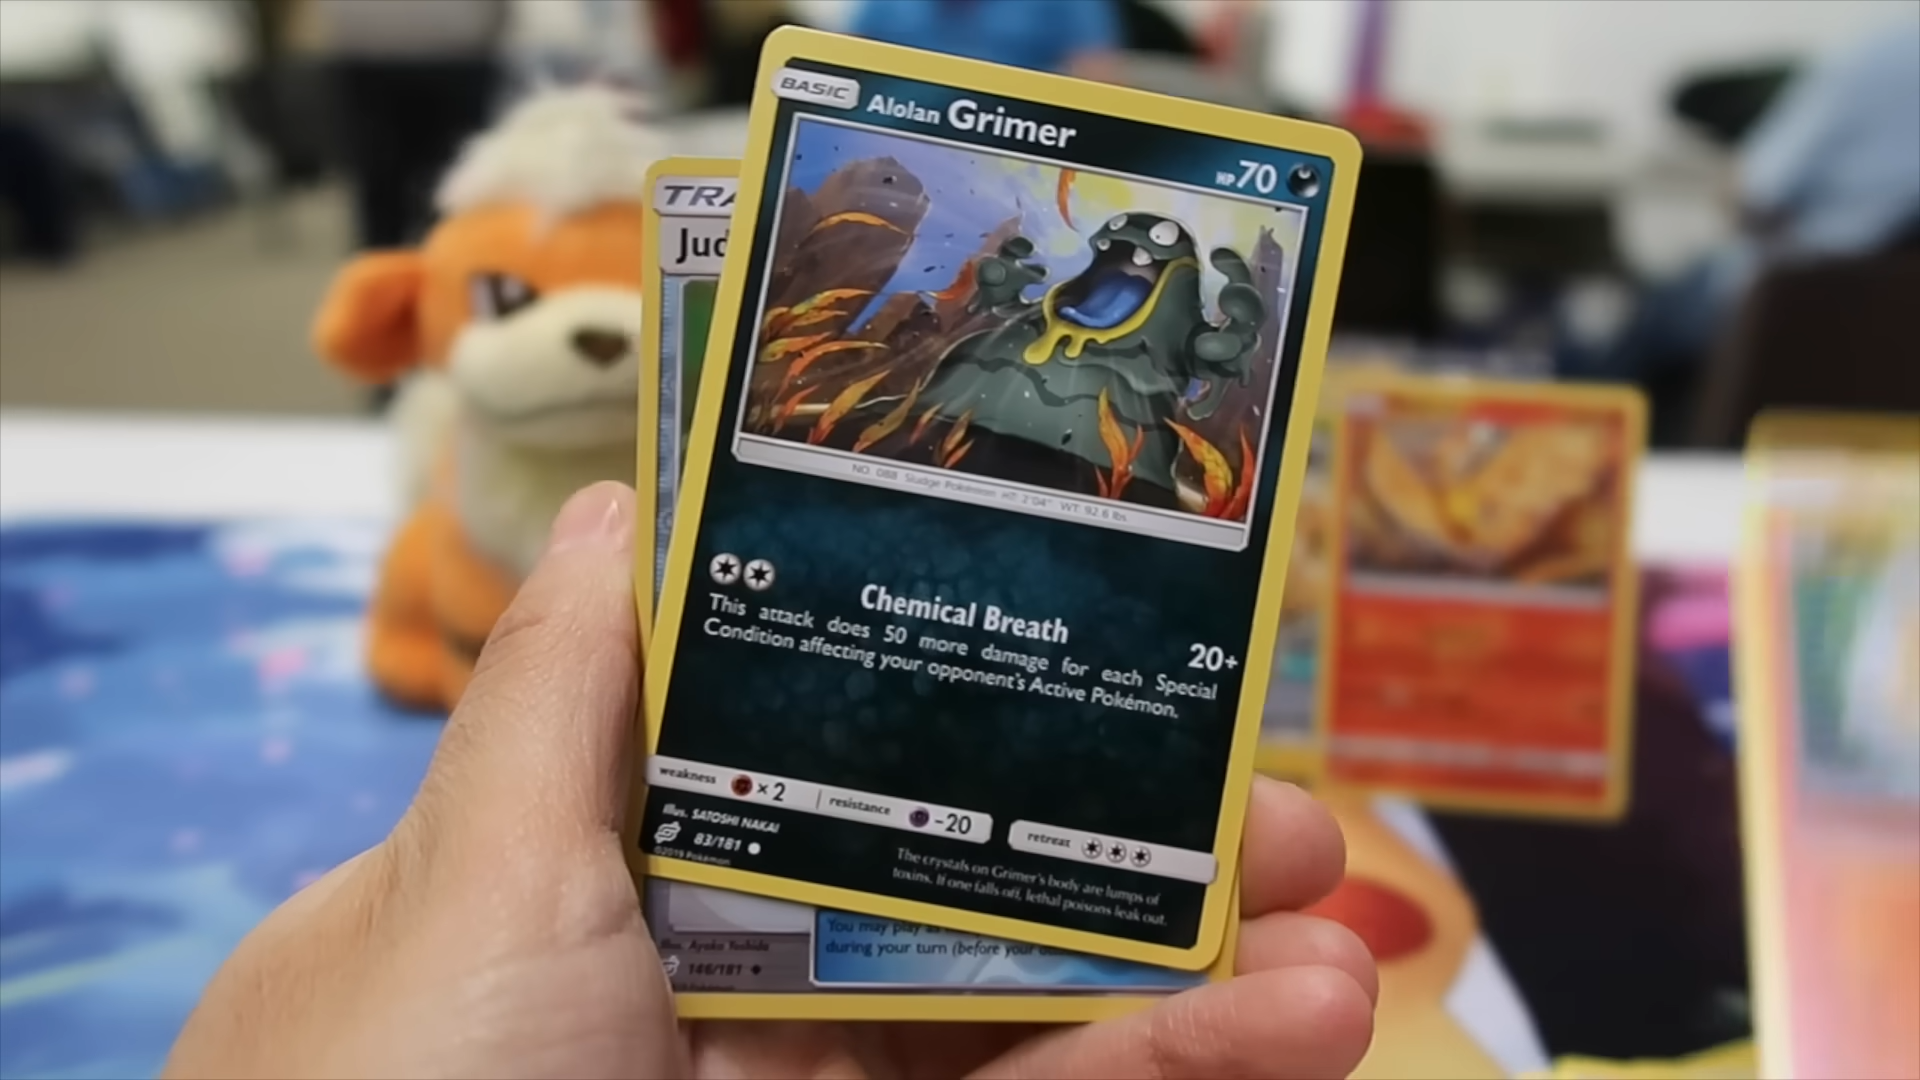 BASIC
Alolan Grimer
HP 70
TRA
Jud
NO. 088 Sludge Pokémon HT: 2'04" WT: 92.6 lbs
Chemical Breath
20+
This attack does 50 more damage for each Special
Condition affecting your opponent's Active Pokémon.
weakness ×2 resistance -20 retreat
Illus. SATOSHI NAKAI
83/181
©2019 Pokémon
The crystals on Grimer's body are lumps of
toxins. If one falls off, lethal poisons leak out.
You may play as
during your turn (before your
Illus. Ayaka Yoshida
146/181